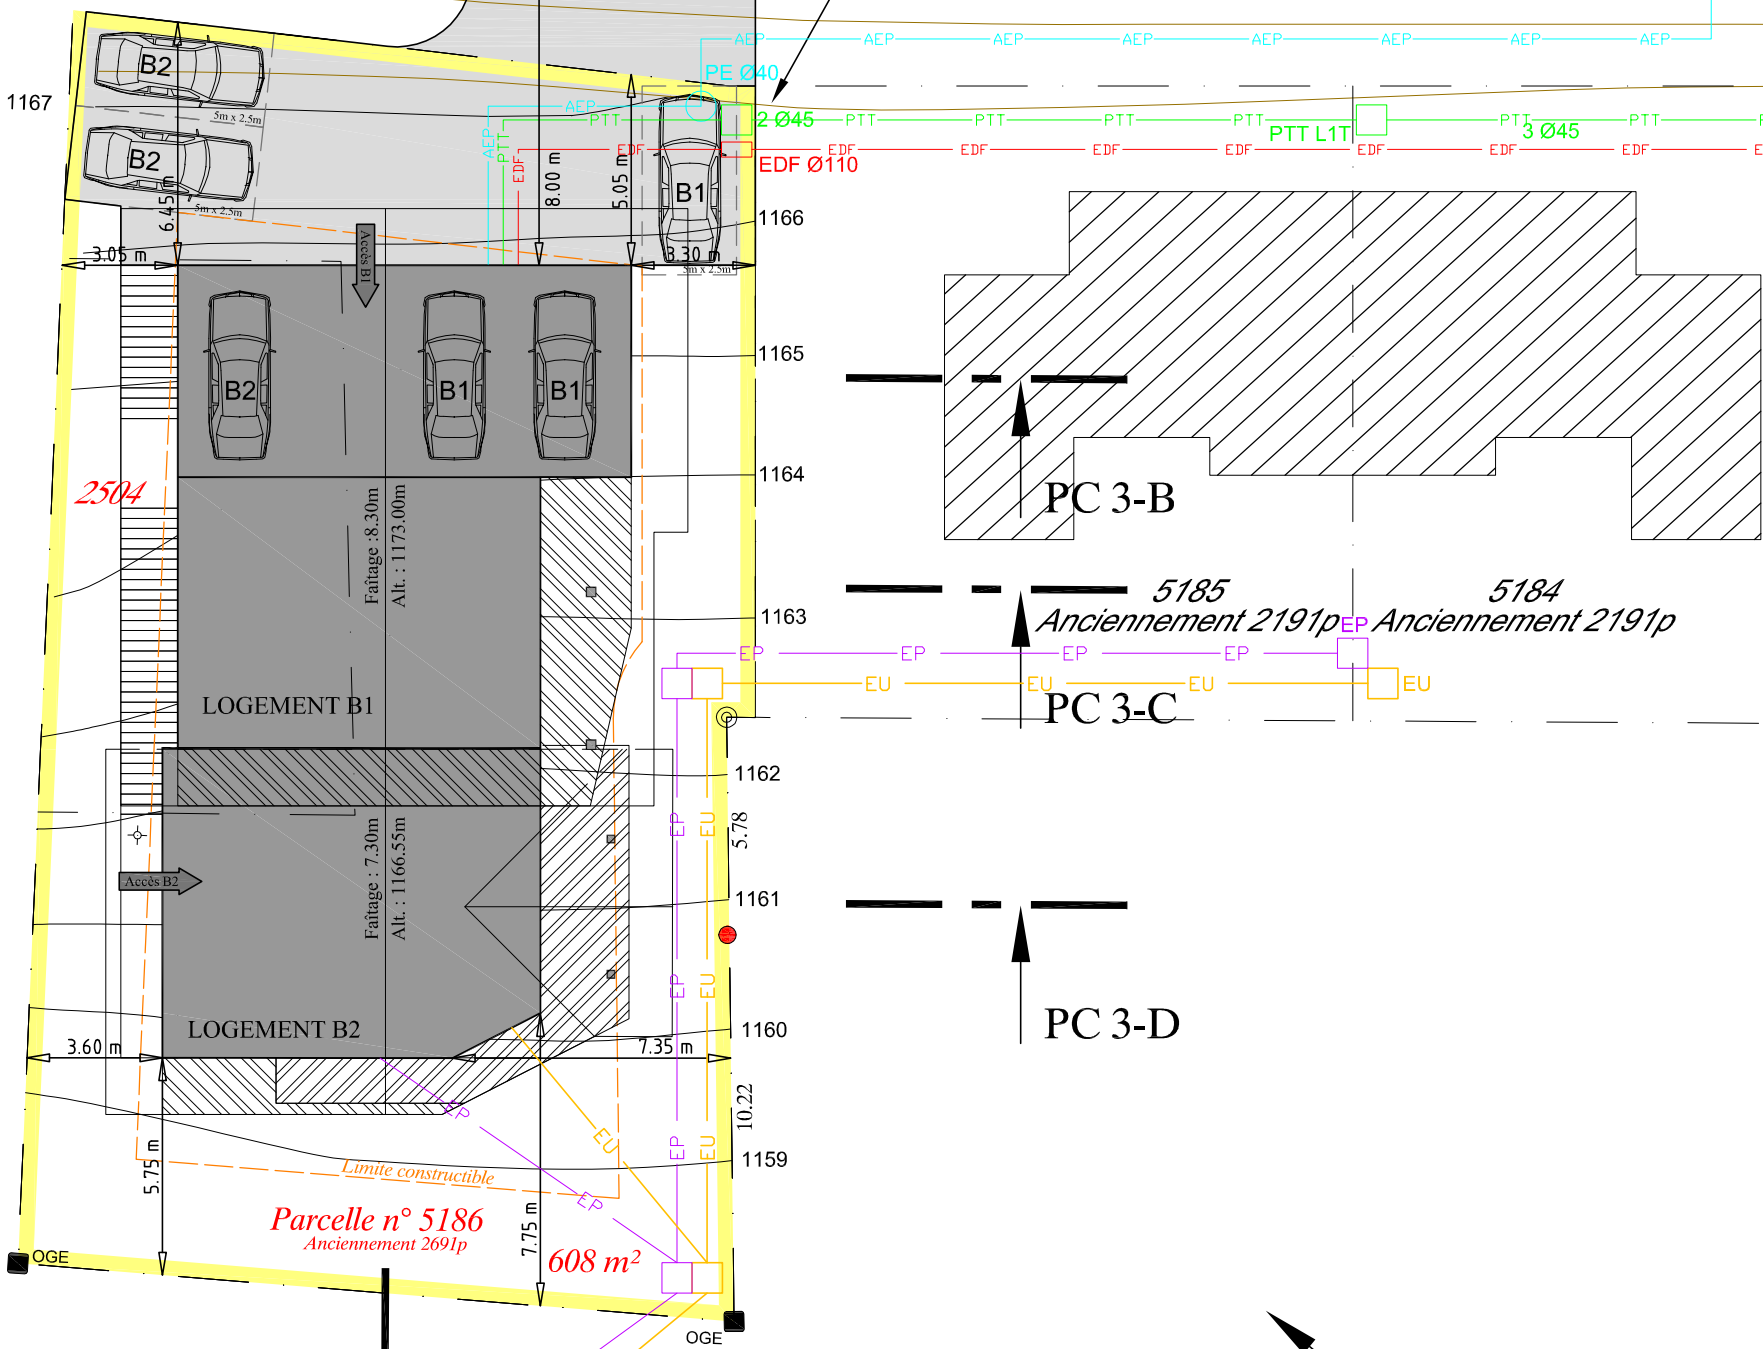 AEP AEP AEP AEP AEP AEP AEP AEP
B2
PE Ø40
1167
AEP
5m x 2.5m
PTT
2 Ø45
PTT PTT PTT PTT
PTT L1T
PTT
3 Ø45
PTT
AEP
PTT
EDF
EDF
EDF EDF EDF EDF EDF EDF EDF
B2
EDF Ø110
8.00 m
5.05 m
B1
6.45 m
5m x 2.5m
1166
Accès B1
3.05 m
3.30 m
5m x 2.5m
1165
B2
B1
B1
1164
2504
Faîtage :8.30m
Alt. : 1173.00m
PC 3-B
5185
Anciennement 2191p
5184
Anciennement 2191p
1163
EP
EP EP EP EP
EU EU EU
EU
LOGEMENT B1
PC 3-C
1162
EP
EU
5.78
Faîtage : 7.30m
Alt. : 1166.55m
Accès B2
1161
EP
EU
LOGEMENT B2
1160
PC 3-D
3.60 m
7.35 m
EP
EU
EP
EU
10.22
5.75 m
1159
Limite constructible
EP
Parcelle n° 5186
Anciennement 2691p
7.75 m
608 m²
OGE
OGE